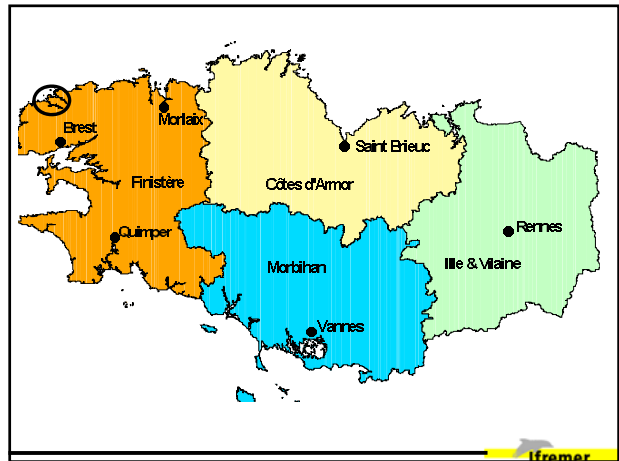 Brest
Morlaix
Saint Brieuc
Finistère
Côtes d'Armor
Quimper
Rennes
Morbihan
Ille & Vilaine
Vannes
Ifremer